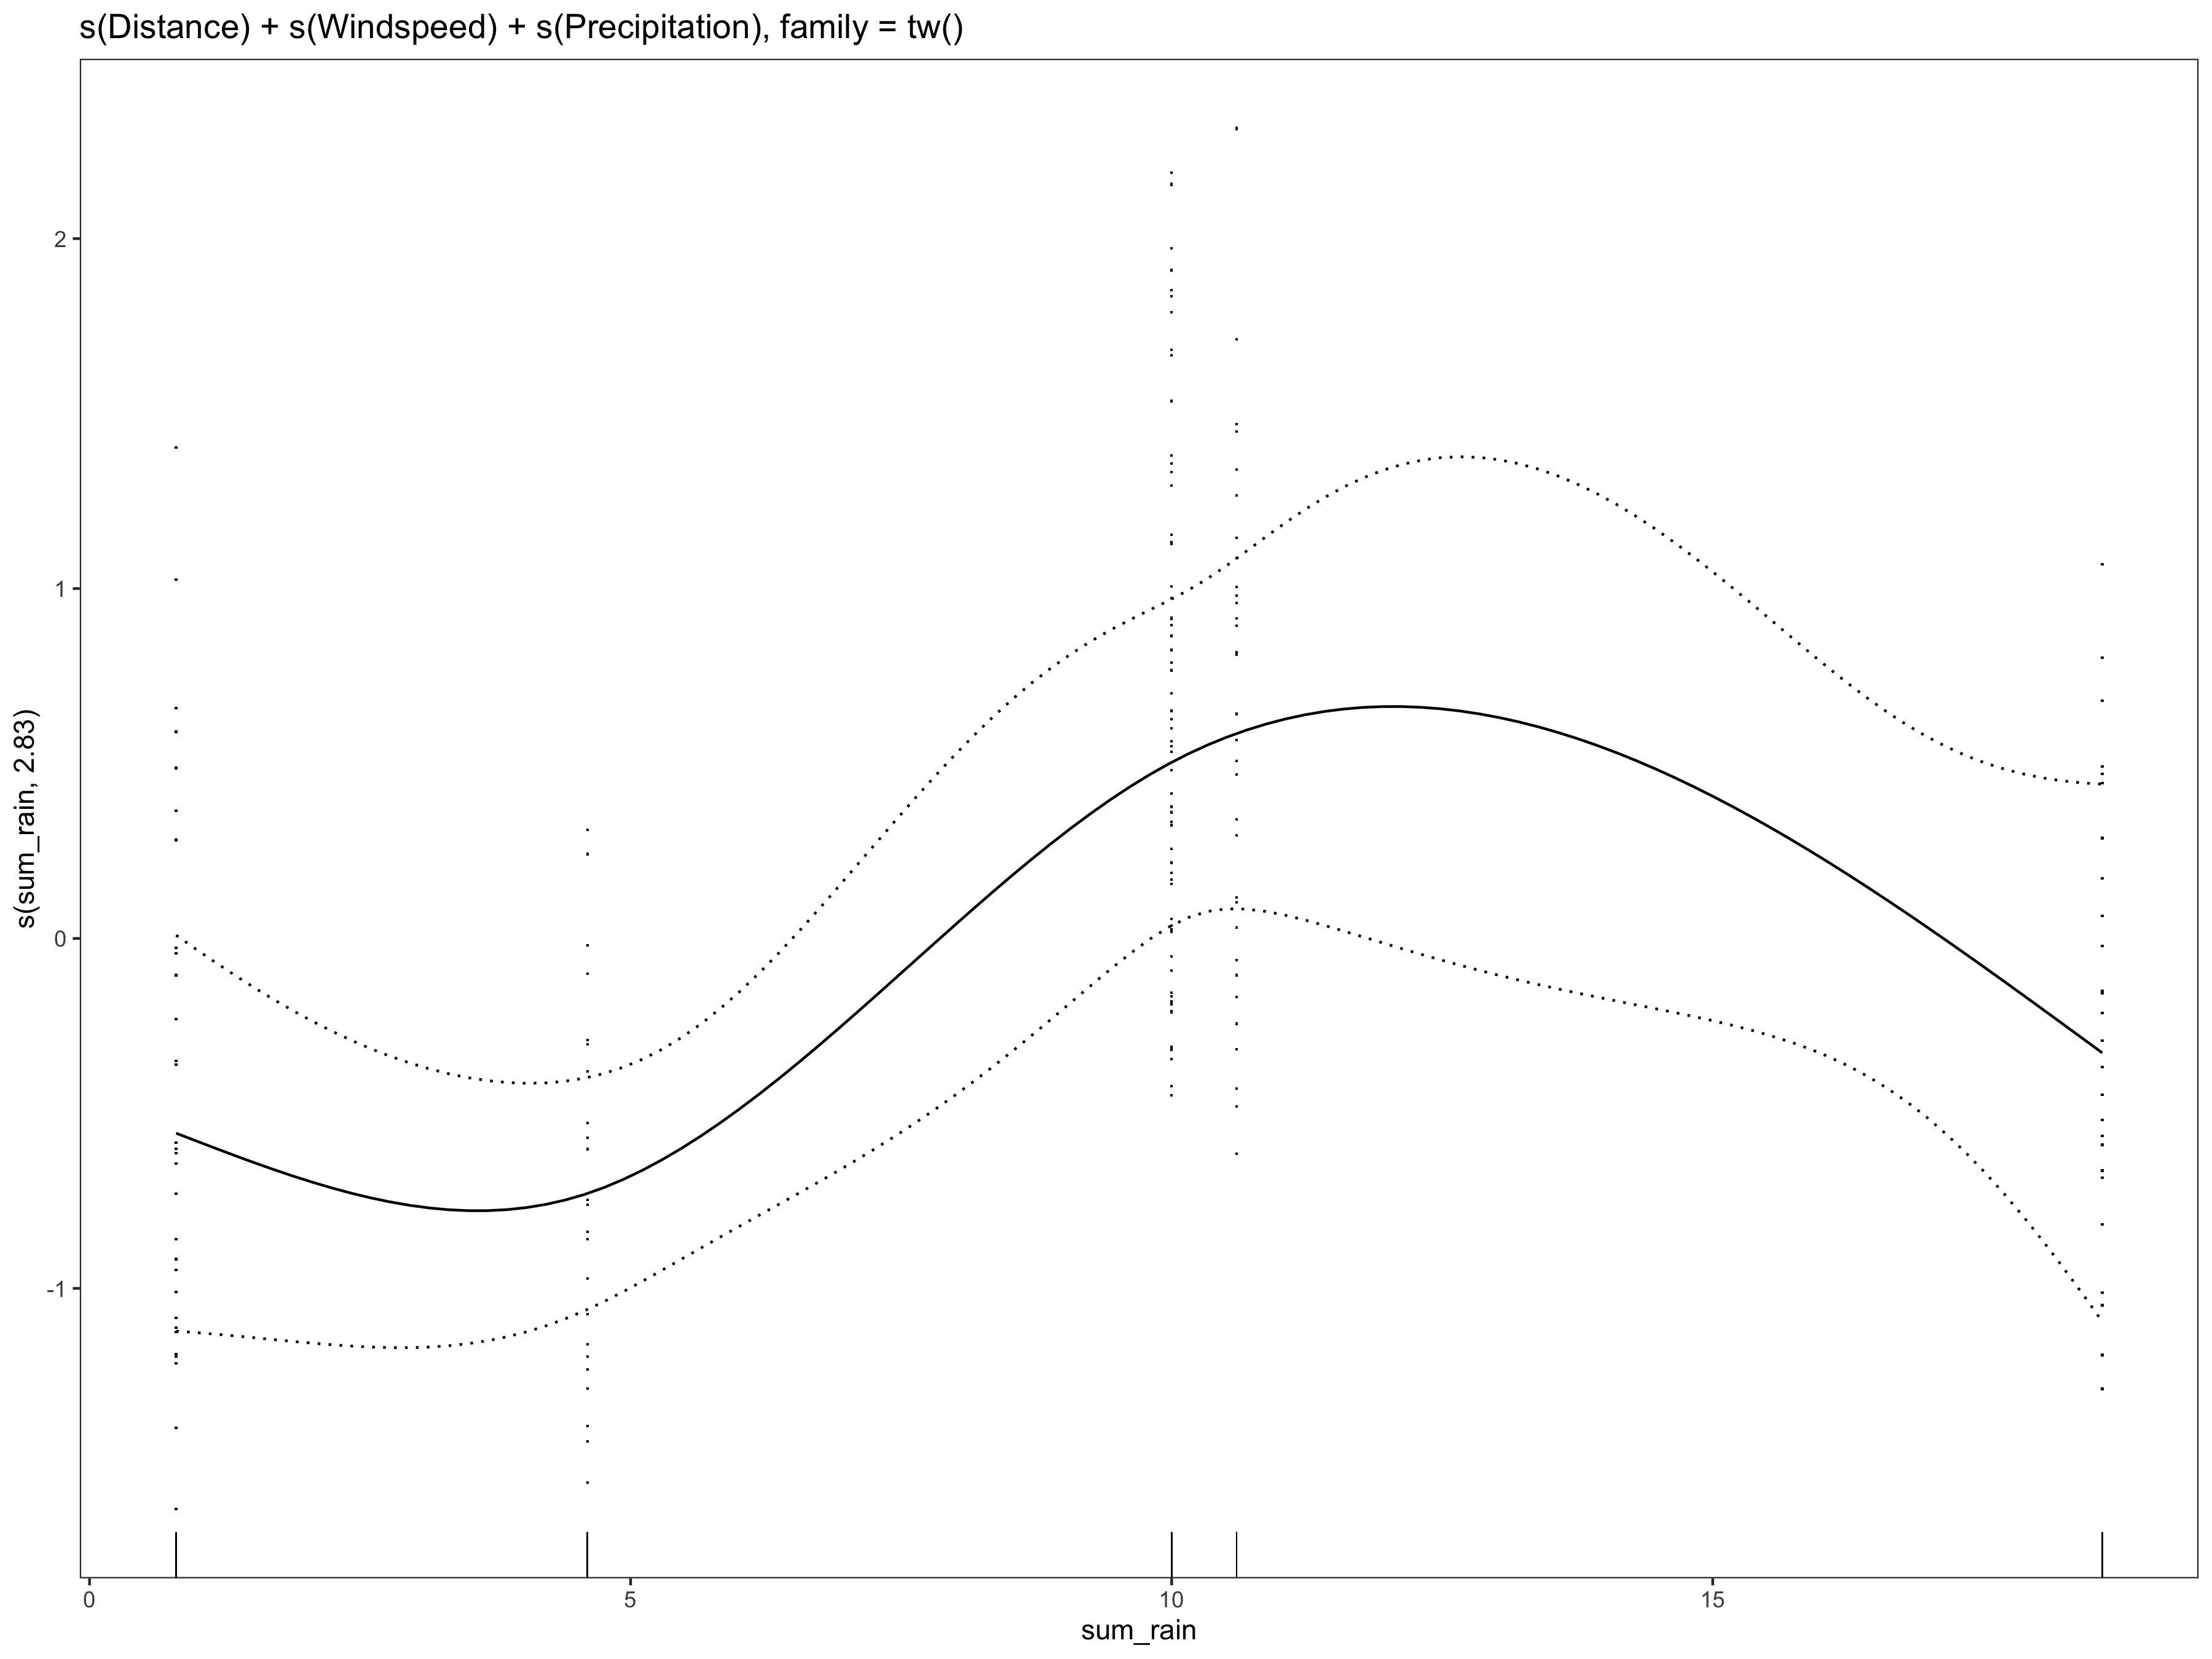 s(Distance) + s(Windspeed) + s(Precipitation), family = tw()
s(sum_rain, 2.83)
2
1
0
-1
0
5
10
15
sum_rain